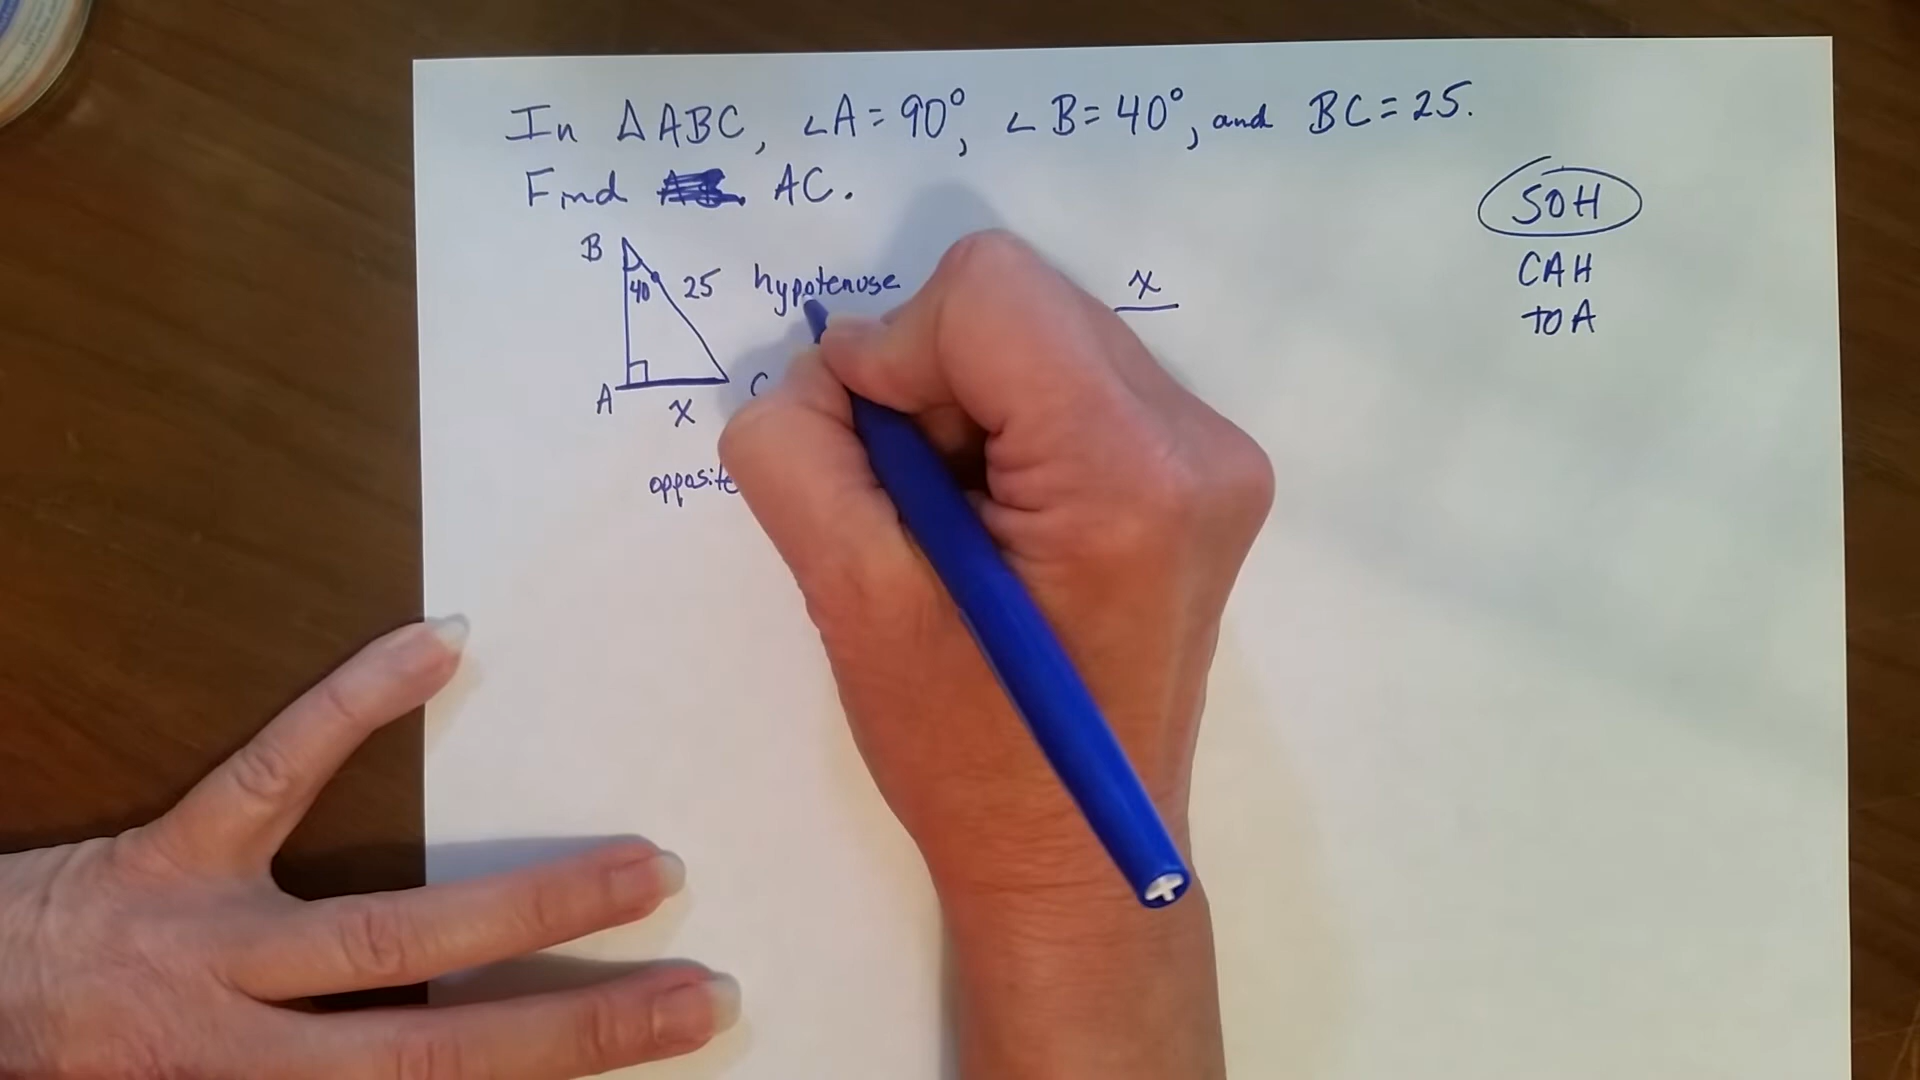 In △ABC, ∠A = 90°, ∠B = 40°, and BC = 25.
Find AC.
SOH
CAH
TOA
B
40
25 hypotenuse
x
A
C
x
opposite